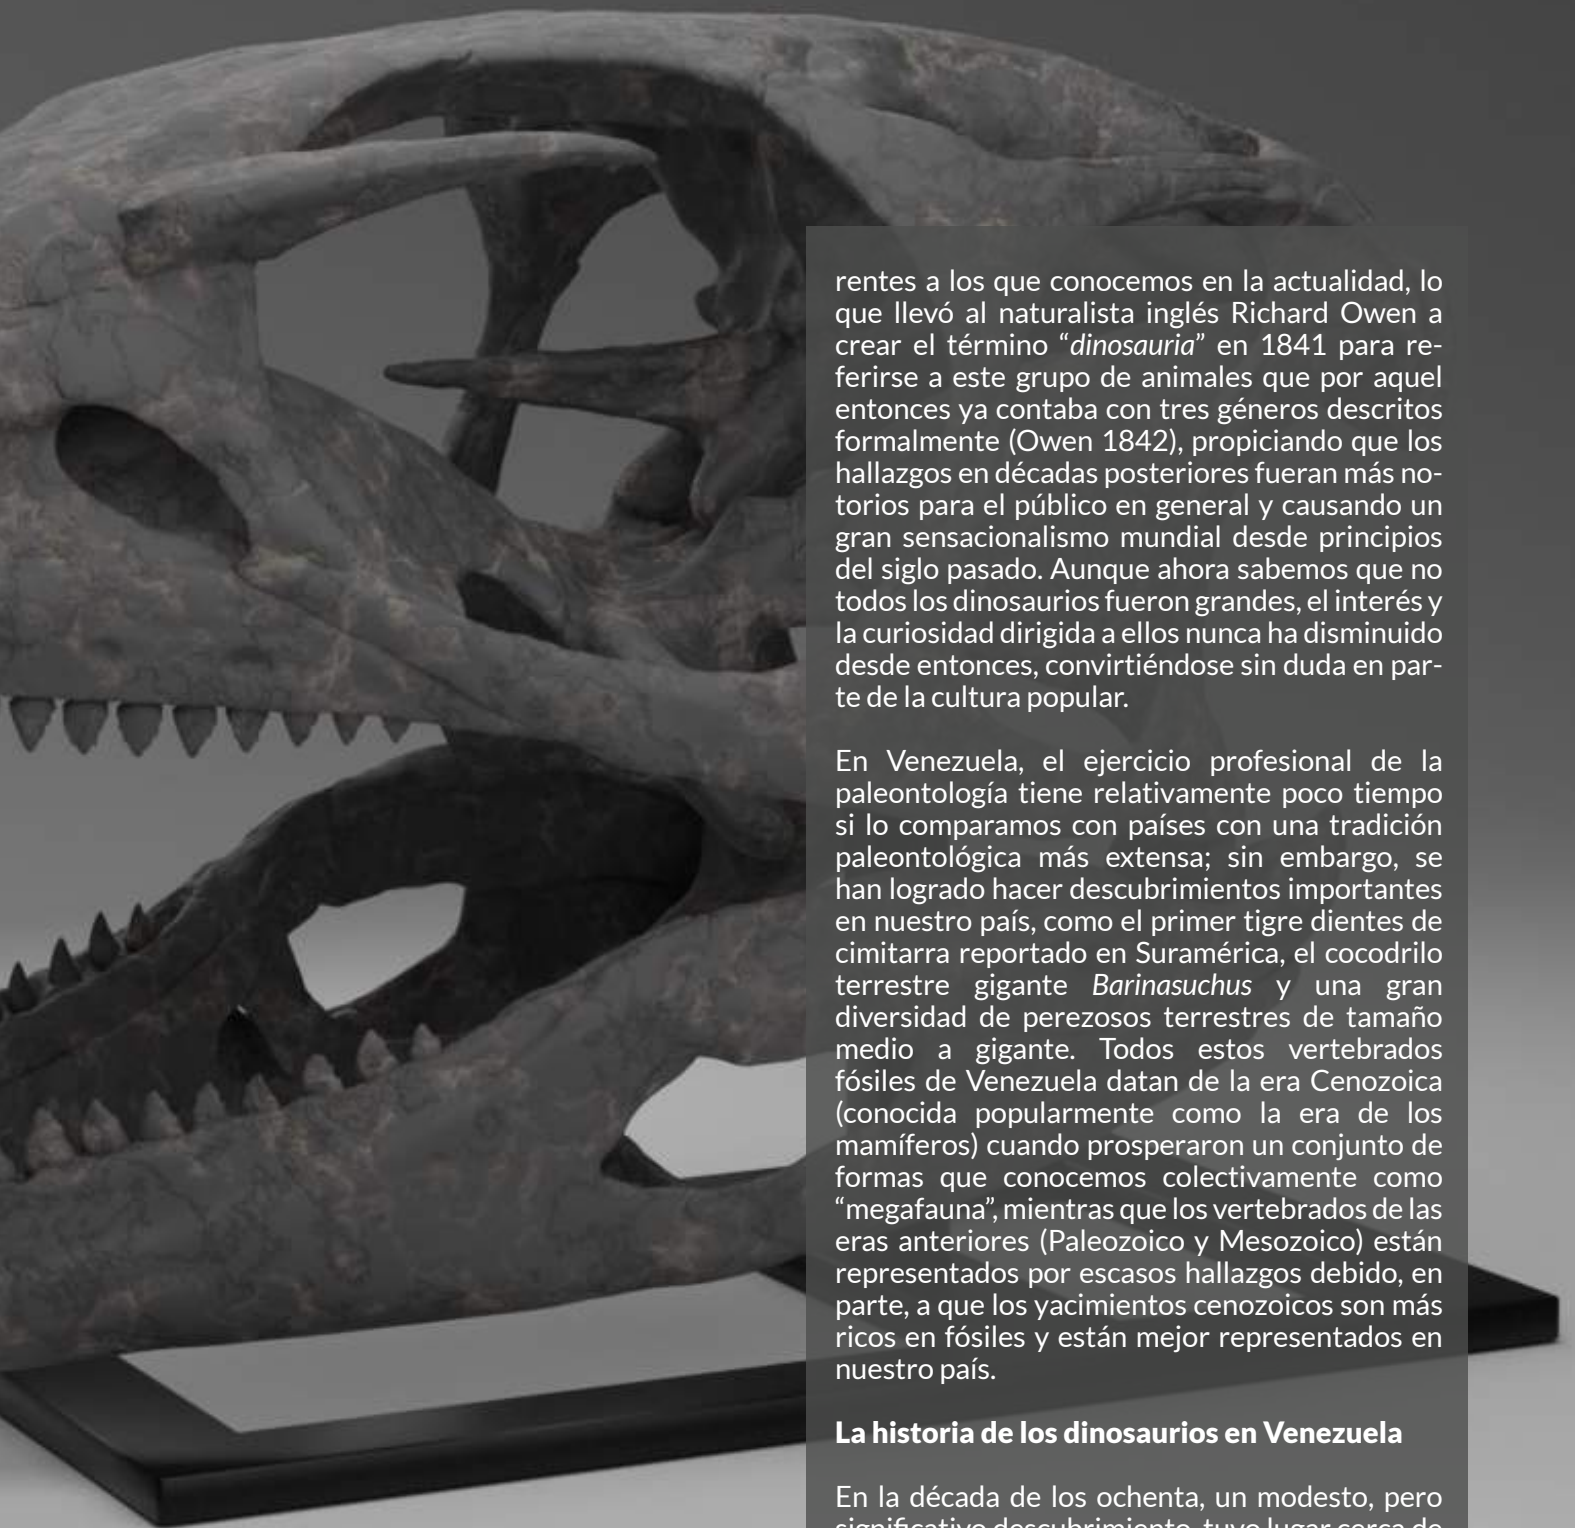 rentes a los que conocemos en la actualidad, lo
que llevó al naturalista inglés Richard Owen a
crear el término “dinosauria” en 1841 para re-
ferirse a este grupo de animales que por aquel
entonces ya contaba con tres géneros descritos
formalmente (Owen 1842), propiciando que los
hallazgos en décadas posteriores fueran más no-
torios para el público en general y causando un
gran sensacionalismo mundial desde principios
del siglo pasado. Aunque ahora sabemos que no
todos los dinosaurios fueron grandes, el interés y
la curiosidad dirigida a ellos nunca ha disminuido
desde entonces, convirtiéndose sin duda en par-
te de la cultura popular.
En Venezuela, el ejercicio profesional de la
paleontología tiene relativamente poco tiempo
si lo comparamos con países con una tradición
paleontológica más extensa; sin embargo, se
han logrado hacer descubrimientos importantes
en nuestro país, como el primer tigre dientes de
cimitarra reportado en Suramérica, el cocodrilo
terrestre gigante Barinasuchus y una gran
diversidad de perezosos terrestres de tamaño
medio a gigante. Todos estos vertebrados
fósiles de Venezuela datan de la era Cenozoica
(conocida popularmente como la era de los
mamíferos) cuando prosperaron un conjunto de
formas que conocemos colectivamente como
“megafauna”, mientras que los vertebrados de las
eras anteriores (Paleozoico y Mesozoico) están
representados por escasos hallazgos debido, en
parte, a que los yacimientos cenozoicos son más
ricos en fósiles y están mejor representados en
nuestro país.
La historia de los dinosaurios en Venezuela
En la década de los ochenta, un modesto, pero
significativo descubrimiento, tuvo lugar cerca de